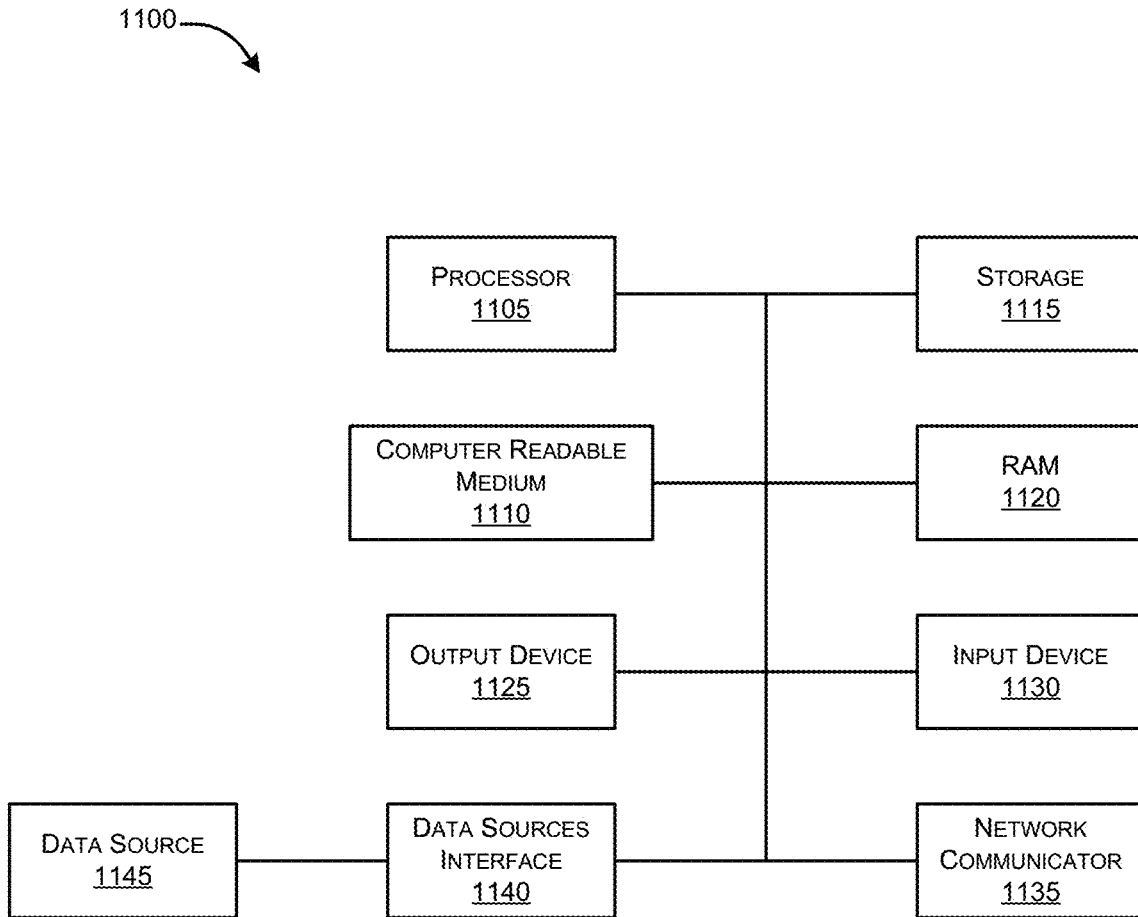 1100
PROCESSOR
1105
STORAGE
1115
COMPUTER READABLE
MEDIUM
1110
RAM
1120
OUTPUT DEVICE
1125
INPUT DEVICE
1130
DATA SOURCE
1145
DATA SOURCES
INTERFACE
1140
NETWORK
COMMUNICATOR
1135